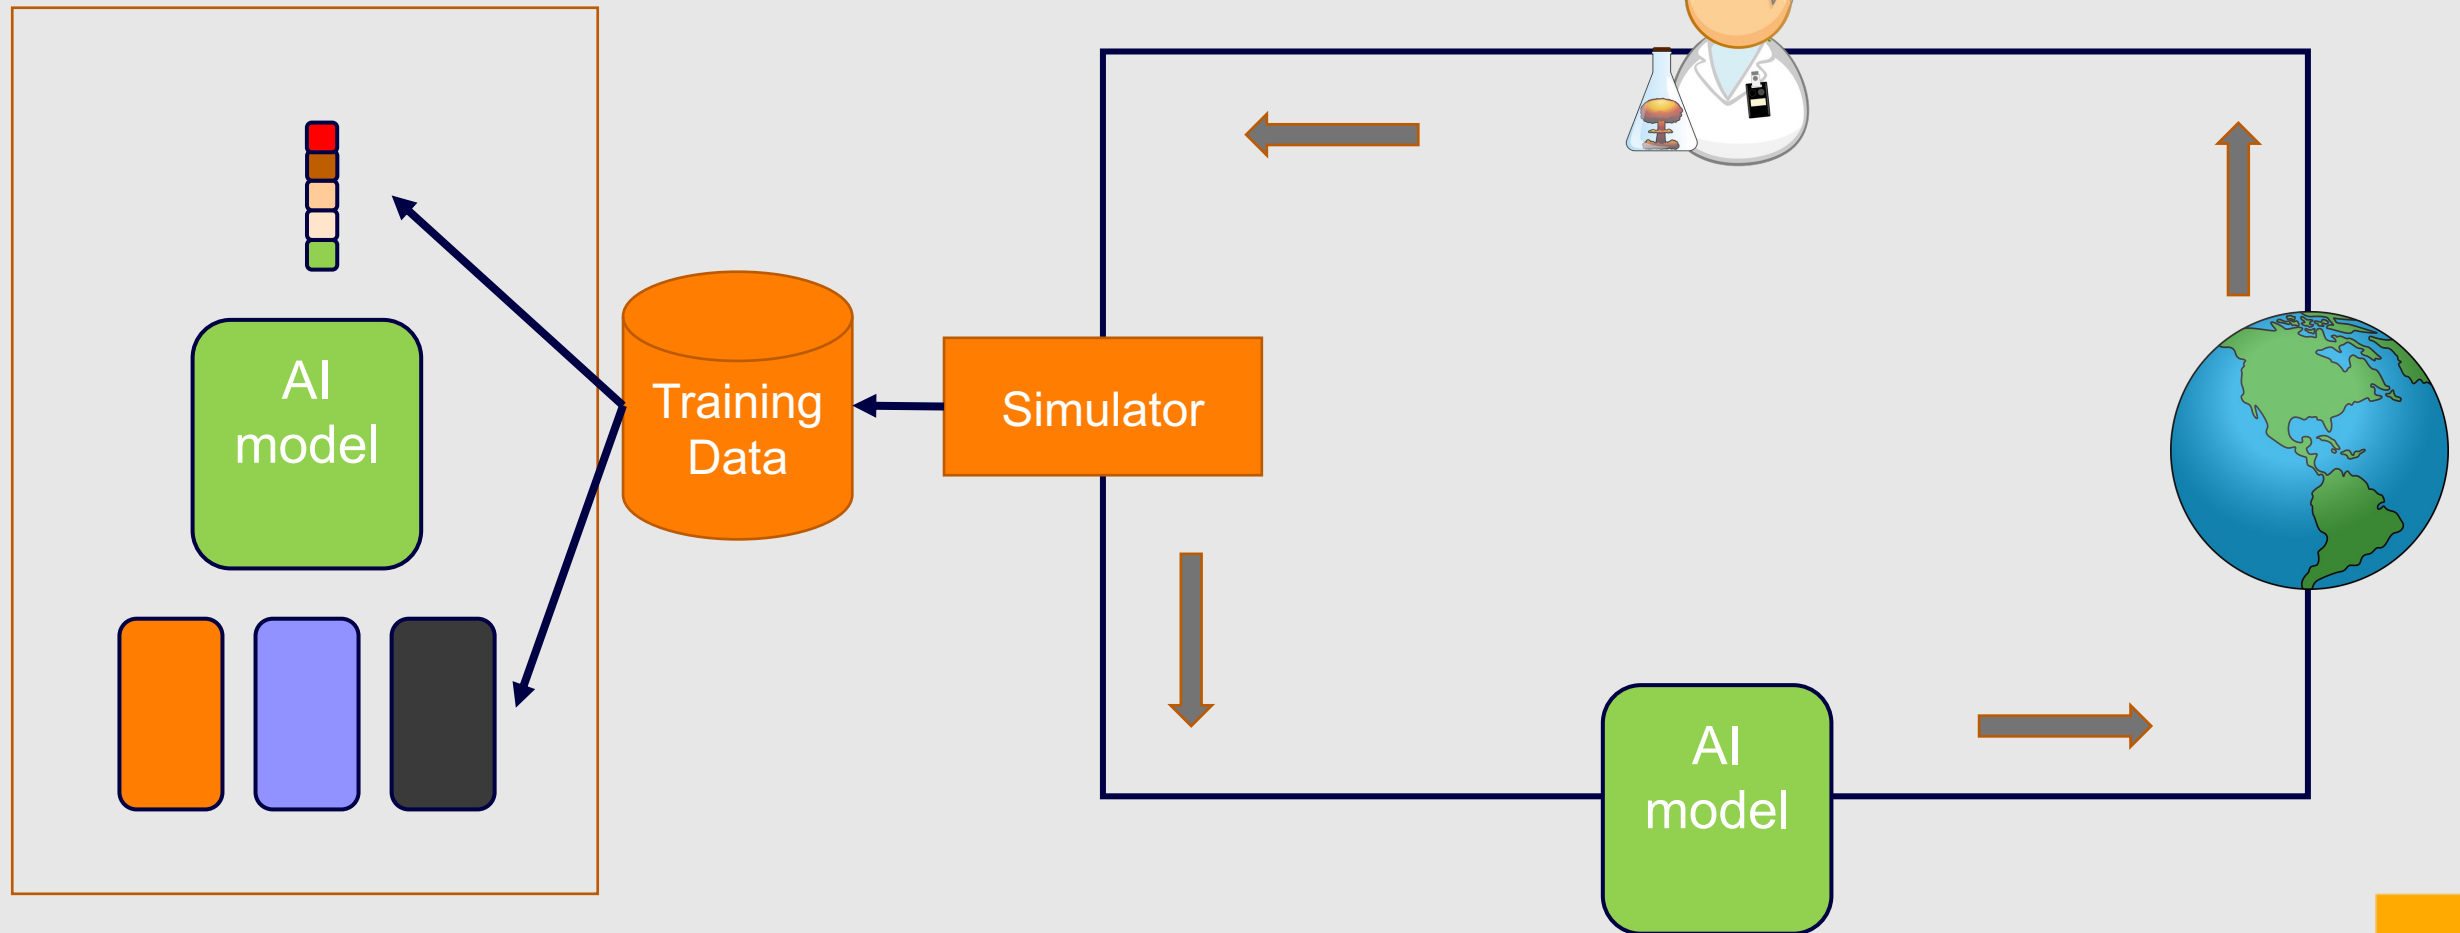 AI
model
Training
Data
Simulator
AI
model